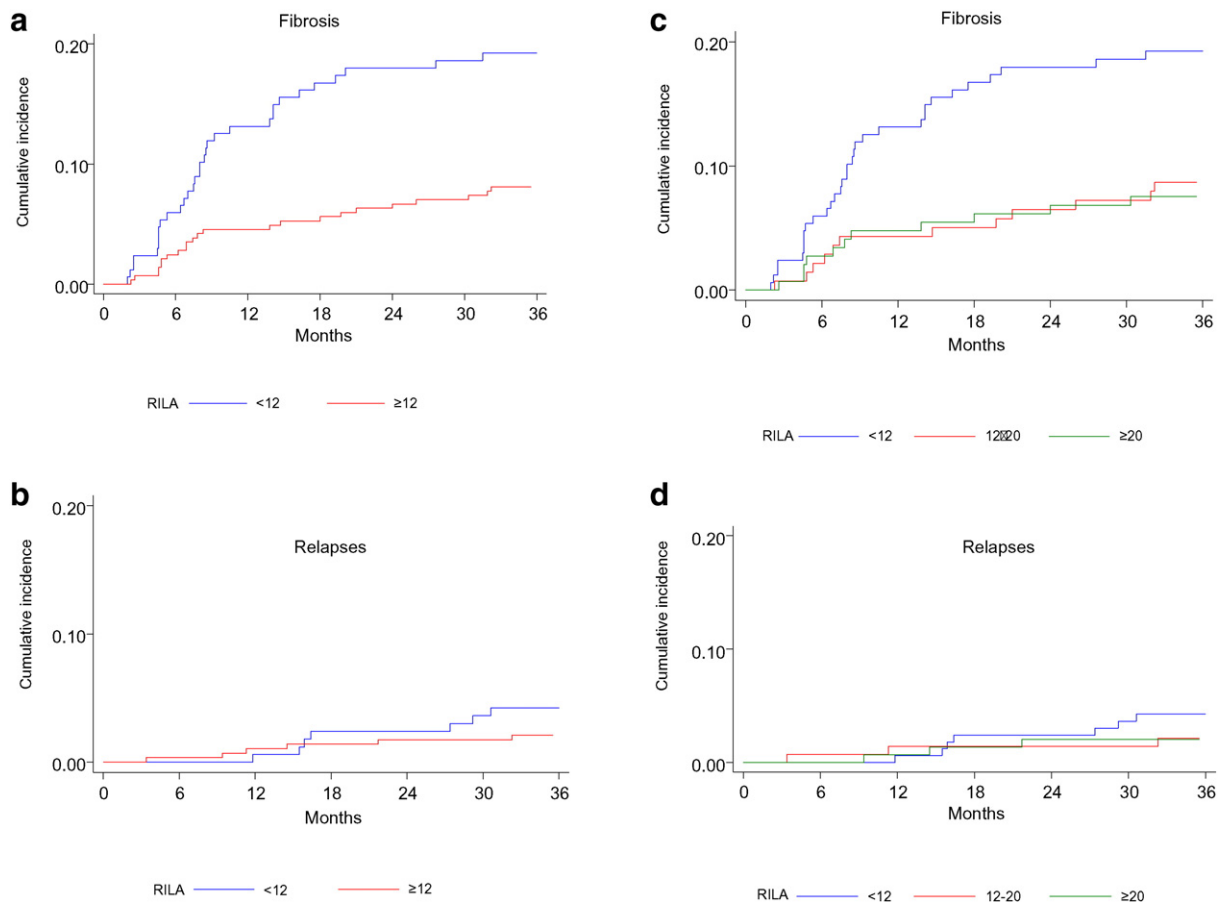 a
Fibrosis
Cumulative incidence
0.20
0.10
0.00
0 6 12 18 24 30 36
Months
RILA <12 ≥12
c
Fibrosis
Cumulative incidence
0.20
0.10
0.00
0 6 12 18 24 30 36
Months
RILA <12 12 20 ≥20
b
Relapses
Cumulative incidence
0.20
0.10
0.00
0 6 12 18 24 30 36
Months
RILA <12 ≥12
d
Relapses
Cumulative incidence
0.20
0.10
0.00
0 6 12 18 24 30 36
Months
RILA <12 12-20 ≥20